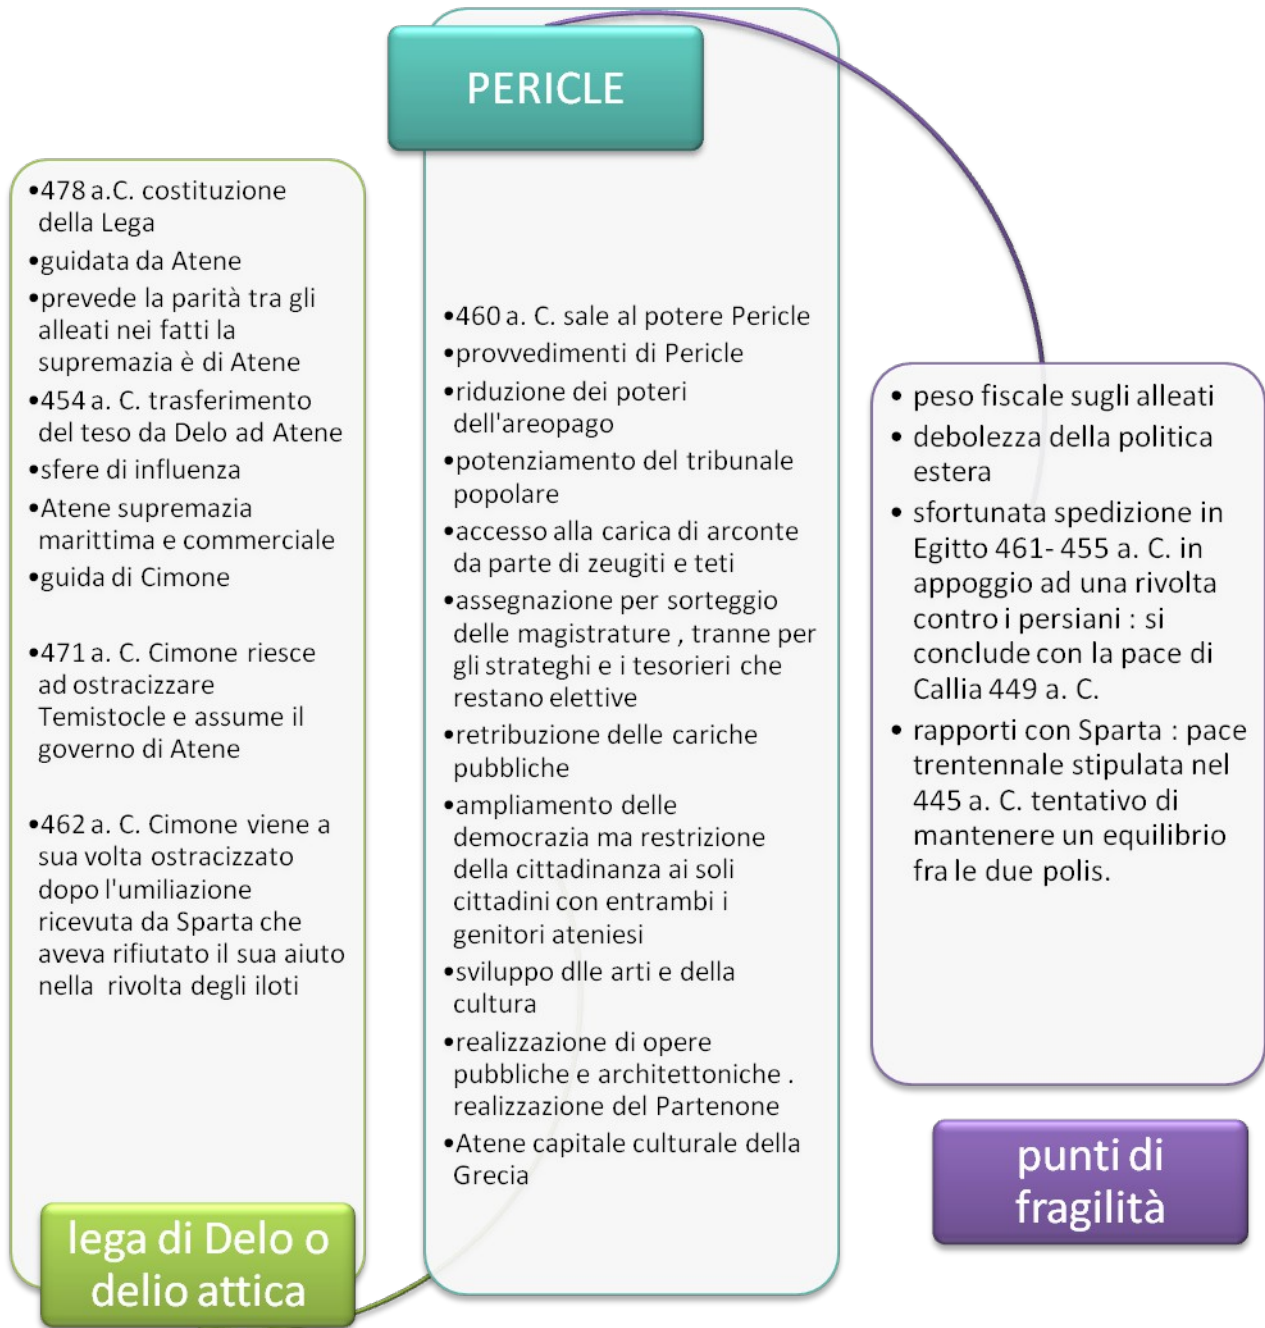 PERICLE
•478 a.C. costituzione
della Lega
•guidata da Atene
•prevede la parità tra gli
alleati nei fatti la
supremazia è di Atene
•454 a. C. trasferimento
del teso da Delo ad Atene
•sfere di influenza
•Atene supremazia
marittima e commerciale
•guida di Cimone
•471 a. C. Cimone riesce
ad ostracizzare
Temistocle e assume il
governo di Atene
•462 a. C. Cimone viene a
sua volta ostracizzato
dopo l'umiliazione
ricevuta da Sparta che
aveva rifiutato il sua aiuto
nella rivolta degli iloti
lega di Delo o
delio attica
•460 a. C. sale al potere Pericle
•provvedimenti di Pericle
•riduzione dei poteri
dell'areopago
•potenziamento del tribunale
popolare
•accesso alla carica di arconte
da parte di zeugiti e teti
•assegnazione per sorteggio
delle magistrature , tranne per
gli strateghi e i tesorieri che
restano elettive
•retribuzione delle cariche
pubbliche
•ampliamento delle
democrazia ma restrizione
della cittadinanza ai soli
cittadini con entrambi i
genitori ateniesi
•sviluppo dlle arti e della
cultura
•realizzazione di opere
pubbliche e architettoniche .
realizzazione del Partenone
•Atene capitale culturale della
Grecia
• peso fiscale sugli alleati
• debolezza della politica
estera
• sfortunata spedizione in
Egitto 461- 455 a. C. in
appoggio ad una rivolta
contro i persiani : si
conclude con la pace di
Callia 449 a. C.
• rapporti con Sparta : pace
trentennale stipulata nel
445 a. C. tentativo di
mantenere un equilibrio
fra le due polis.
punti di
fragilità